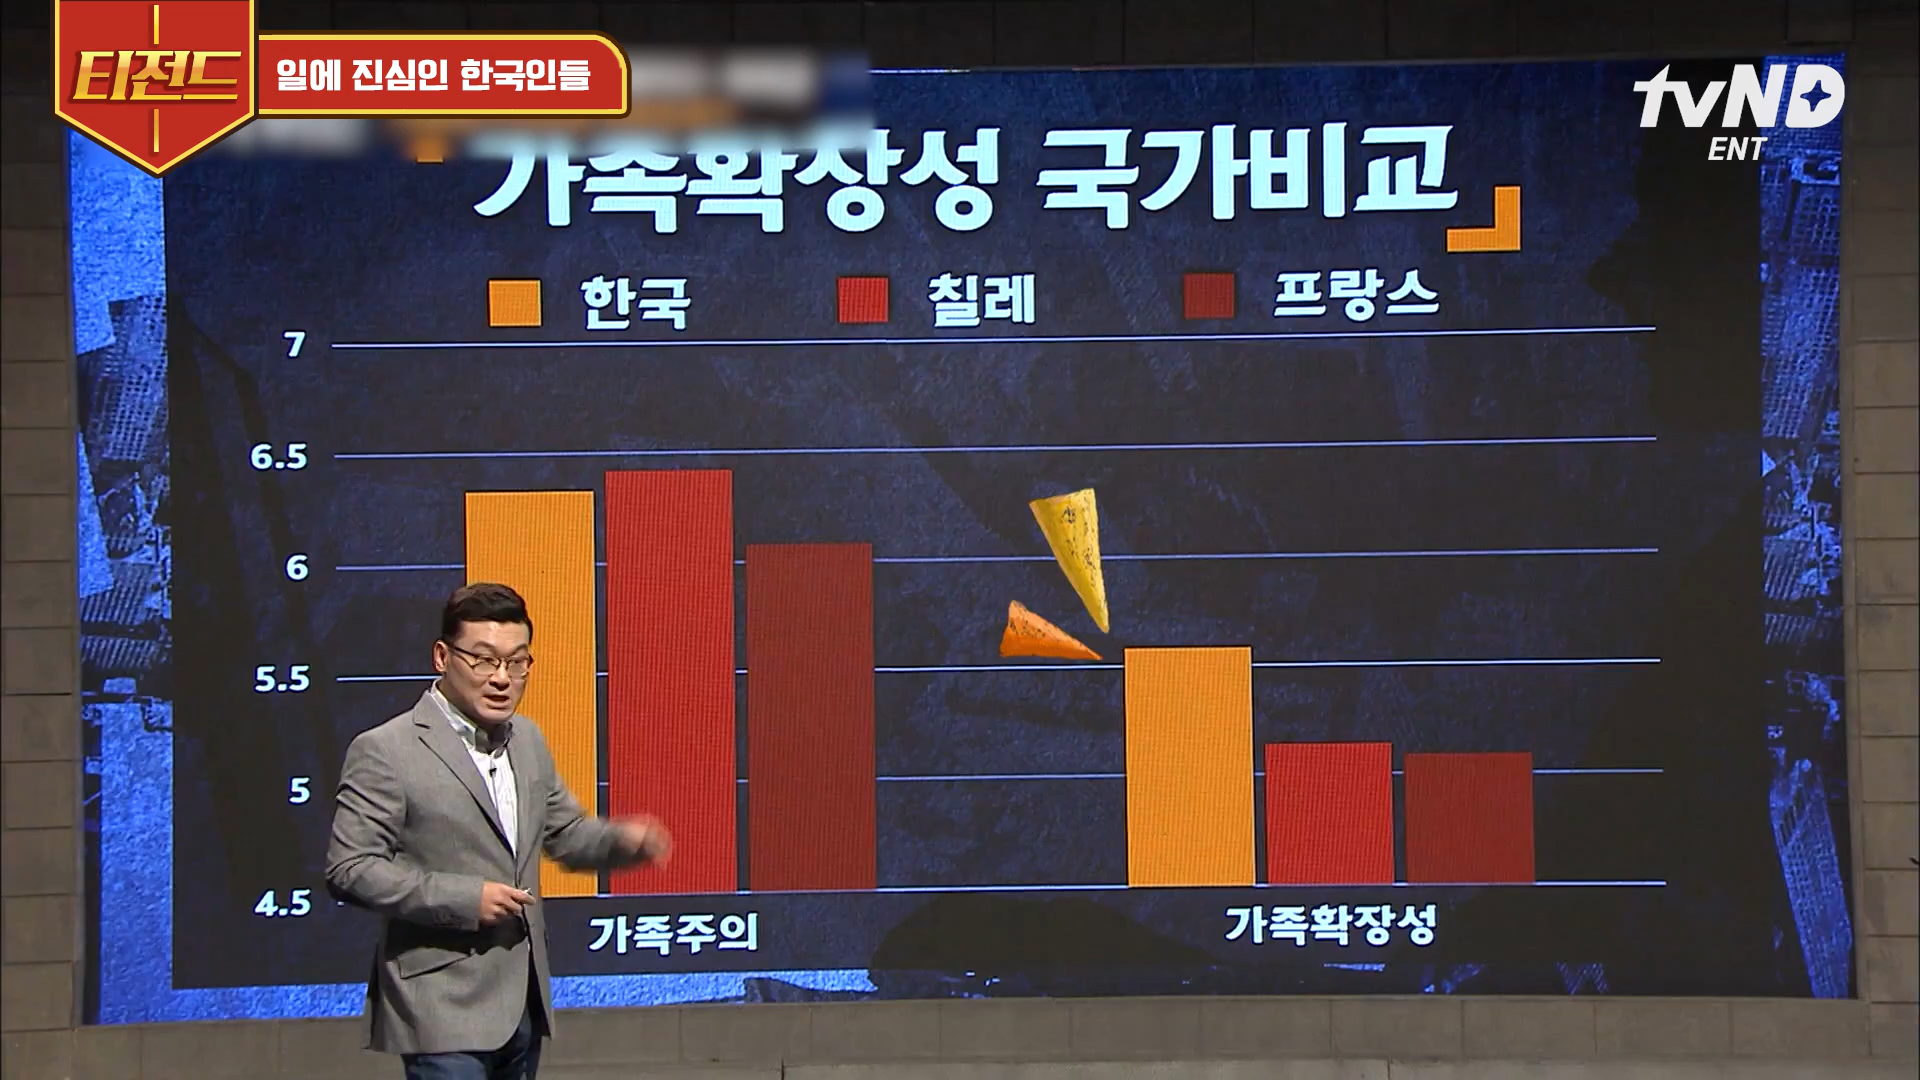 티전드
일에 진심인 한국인들
tvND
ENT
가족확장성 국가비교
한국 칠레 프랑스
7
6.5
6
5.5
5
4.5
가족주의 가족확장성